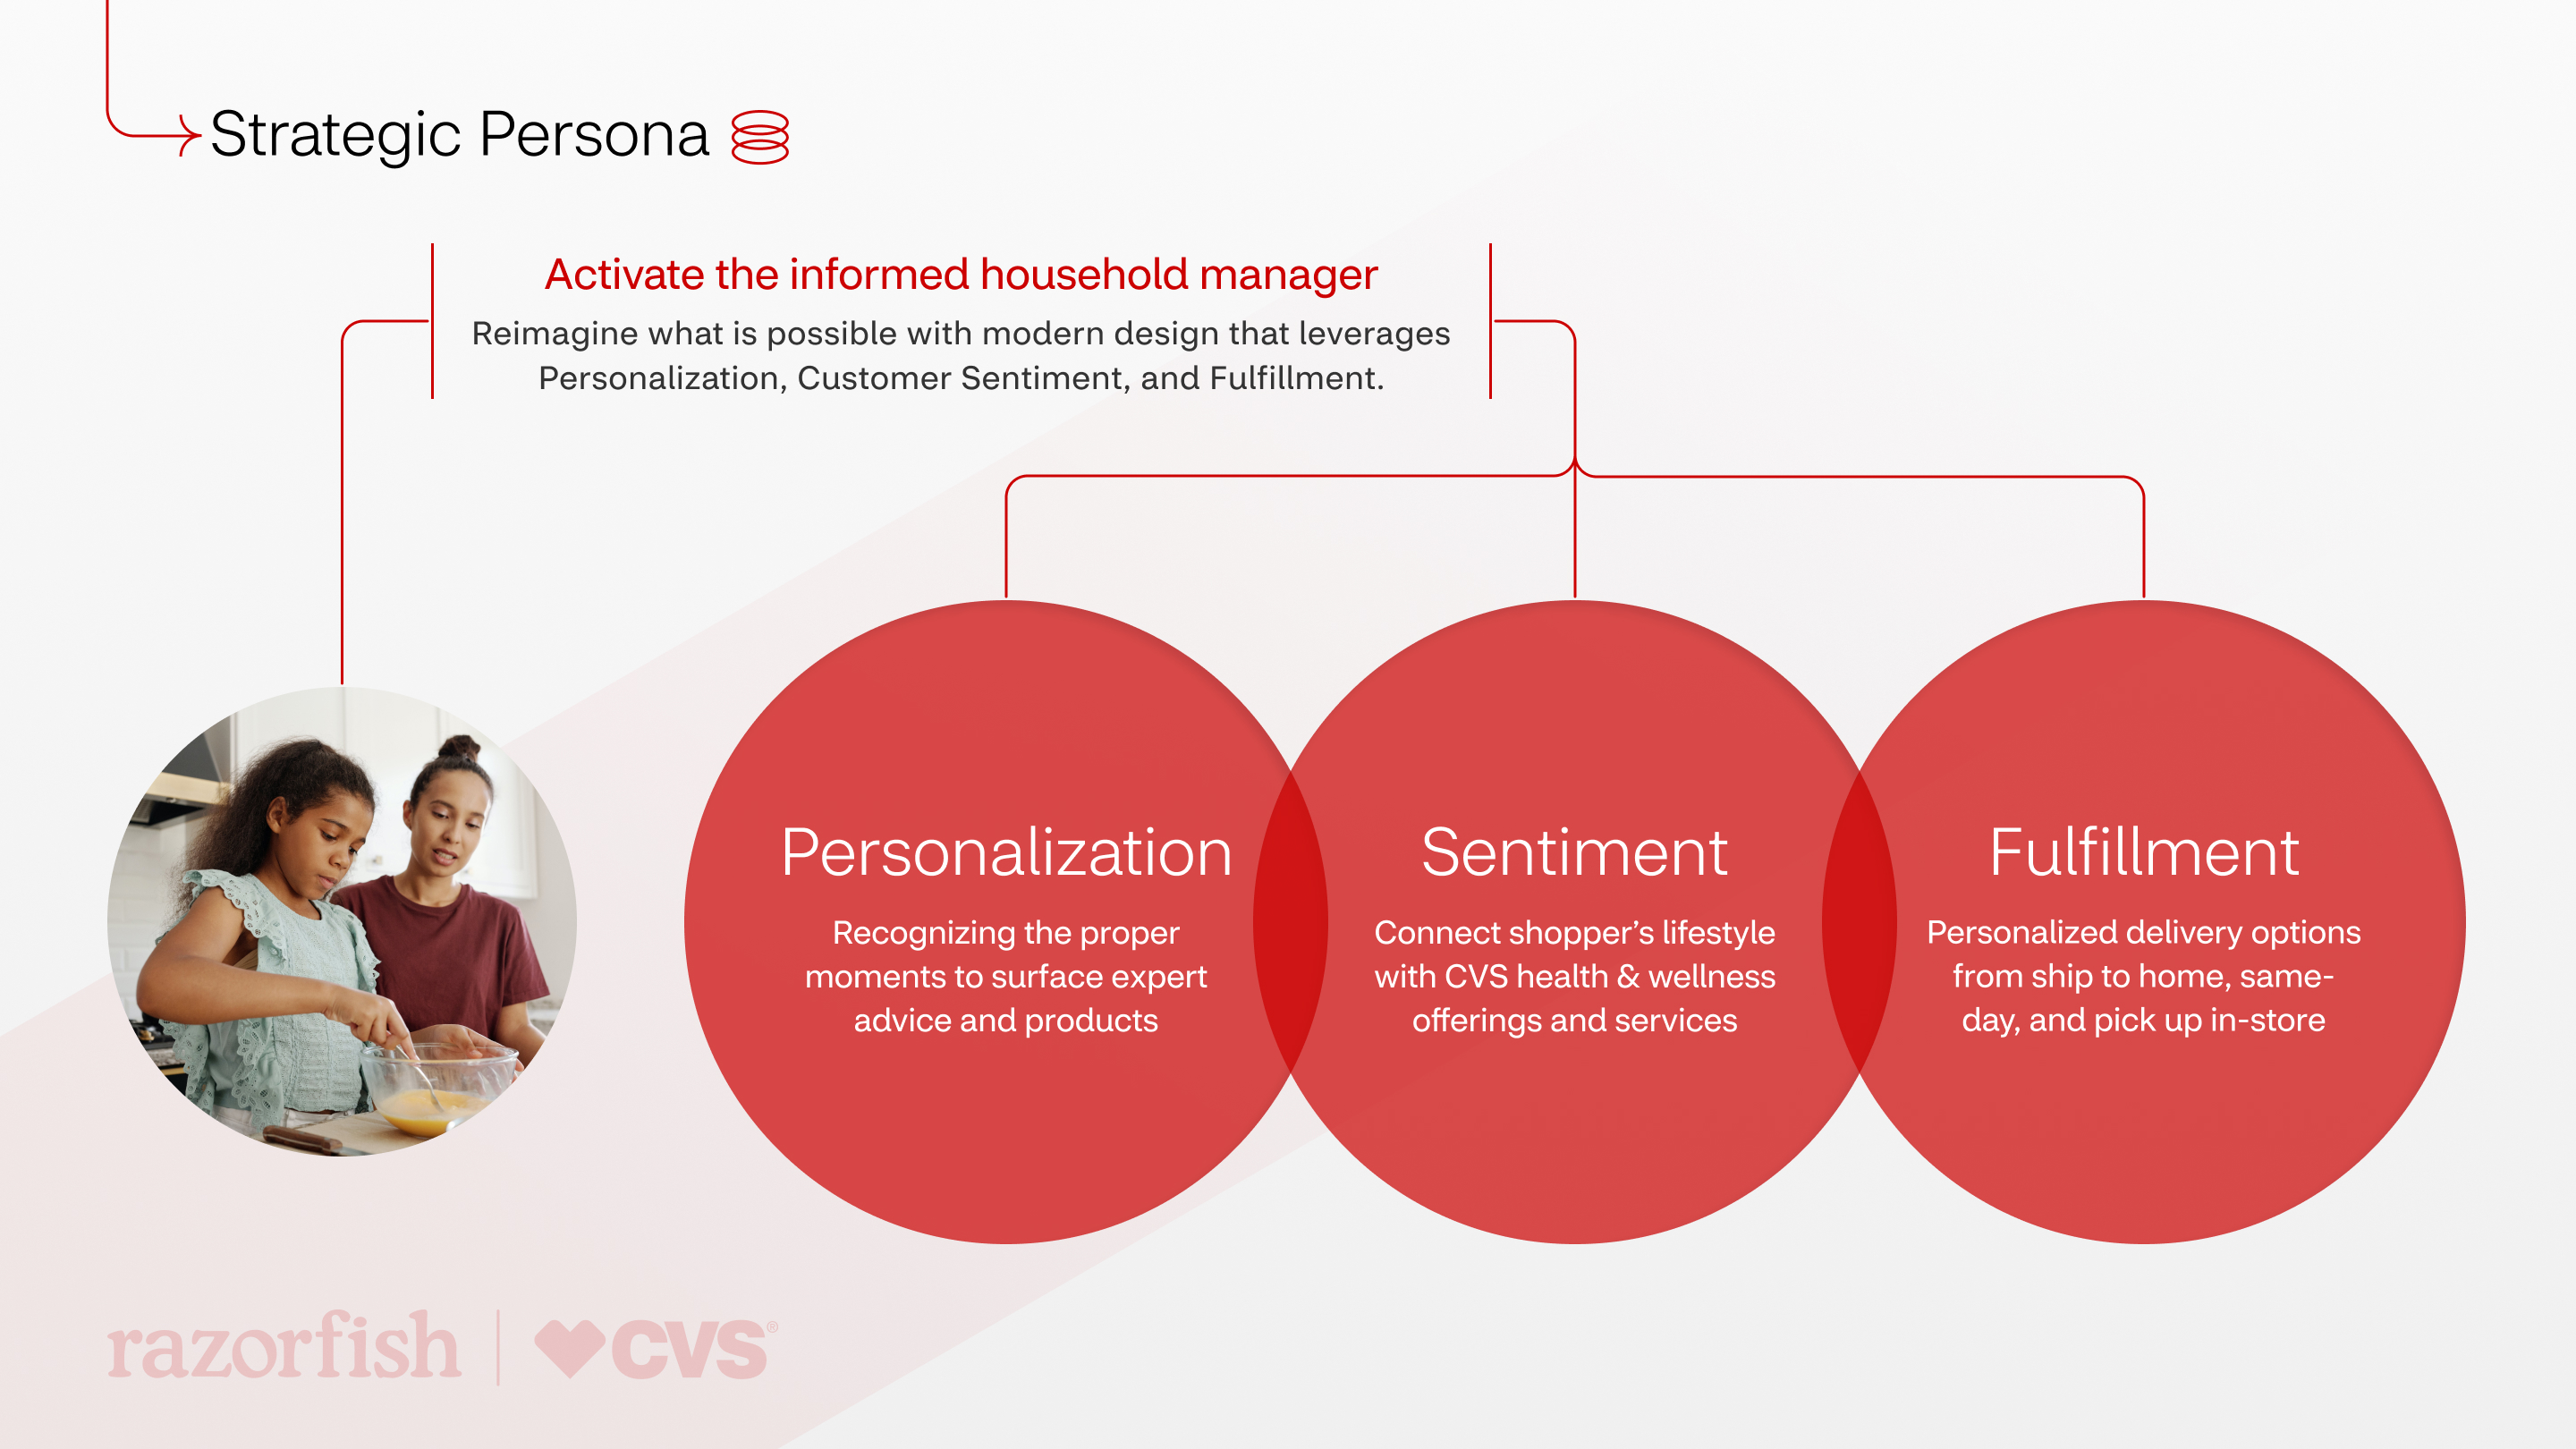 Strategic Persona
Activate the informed household manager
Reimagine what is possible with modern design that leverages
Personalization, Customer Sentiment, and Fulfillment.
Personalization
Recognizing the proper
moments to surface expert
advice and products
Sentiment
Connect shopper’s lifestyle
with CVS health & wellness
offerings and services
Fulfillment
Personalized delivery options
from ship to home, same-
day, and pick up in-store
razorfish | CVS®